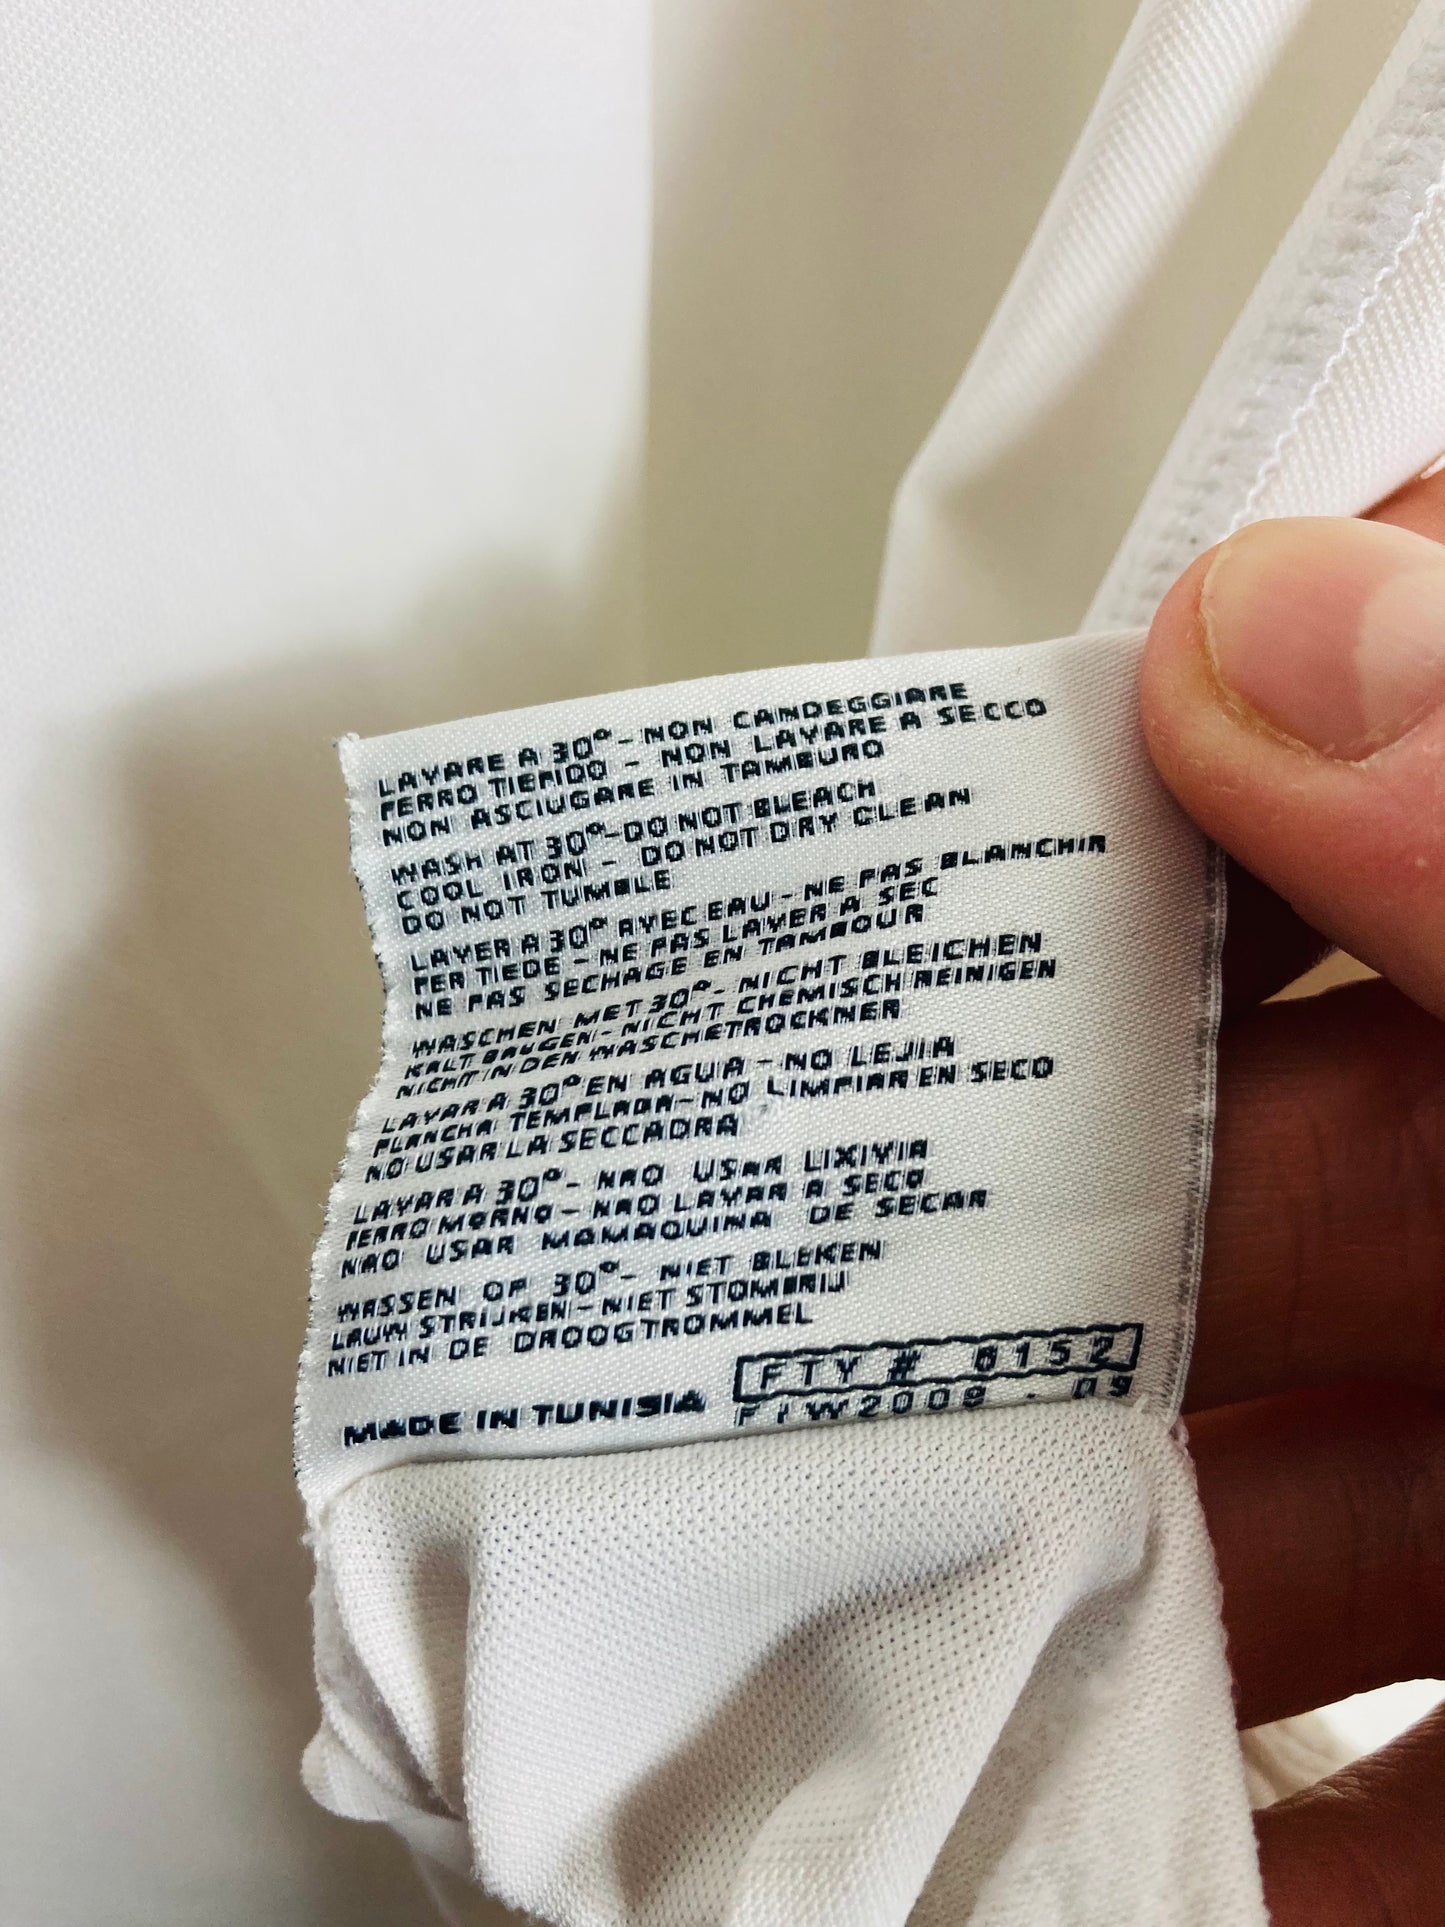 LAVARE A 30° - NON CANDEGGIARE
FERRO TIEPIDO - NON LAVARE A SECCO
NON ASCIUGARE IN TAMBURO
WASH AT 30° - DO NOT BLEACH
COOL IRON - DO NOT DRY CLEAN
DO NOT TUMBLE
LAVER A 30° AVEC EAU - NE PAS BLANCHIR
FER TIEDE - NE PAS LAVER A SEC
NE PAS SECHAGE EN TAMBOUR
WASCHEN MET 30° - NICHT BLEICHEN
KALT BAUGEN - NICHT CHEMISCH REINIGEN
NICHT IN DEN WASCHETROCKNER
LAVAR A 30° EN AGUA - NO LEJIA
PLANCHA TEMPLADA - NO LIMPIAR EN SECO
NO USAR LA SECCADRA
LAVAR A 30° - NAO USAR LIXIVIA
FERRO MORNO - NAO LAVAR A SECO
NAO USAR MAMAQUINA DE SECAR
WASSEN OP 30° - NIET BLEKEN
LAUW STRIJKEN - NIET STOMERIJ
NIET IN DE DROOGTROMMEL
FTY # 8152
MADE IN TUNISIA
2008 - 09